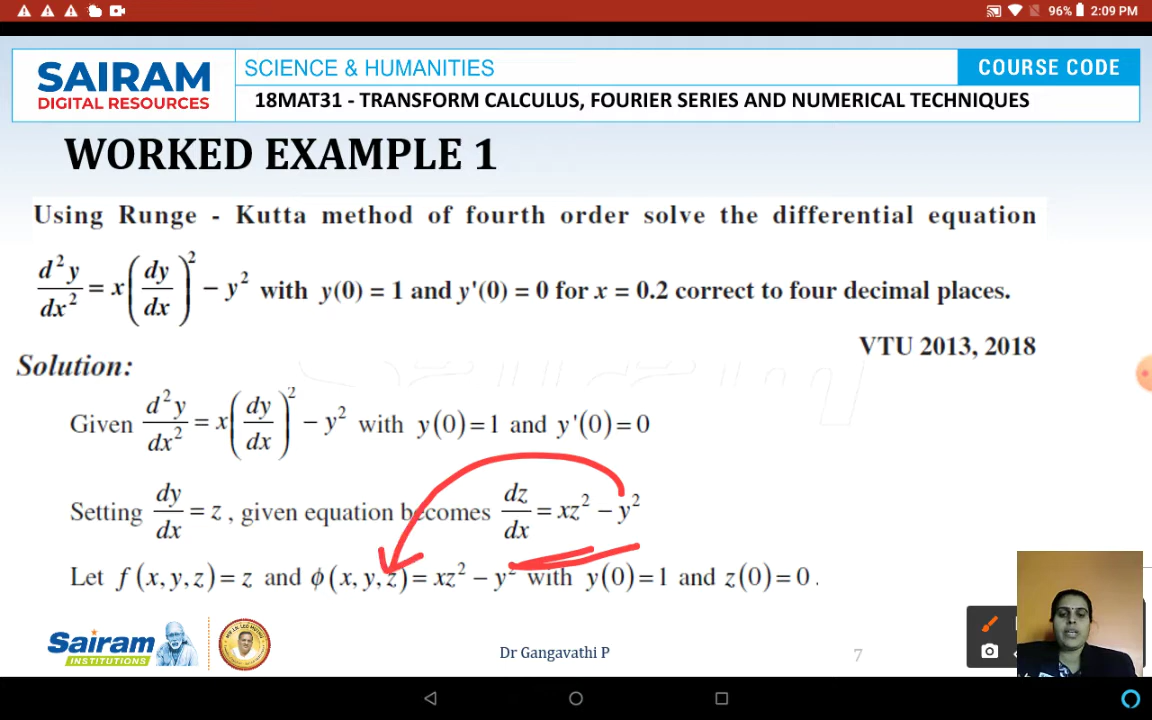 96% 2:09 PM
SAIRAM
DIGITAL RESOURCES
SCIENCE & HUMANITIES
COURSE CODE
18MAT31 - TRANSFORM CALCULUS, FOURIER SERIES AND NUMERICAL TECHNIQUES
WORKED EXAMPLE 1
Using Runge - Kutta method of fourth order solve the differential equation
d²y/dx² = x(dy/dx)² − y² with y(0) = 1 and y'(0) = 0 for x = 0.2 correct to four decimal places.
VTU 2013, 2018
Solution:
Given d²y/dx² = x(dy/dx)² − y² with y(0)=1 and y'(0)=0
Setting dy/dx = z, given equation becomes dz/dx = xz² − y²
Let f(x,y,z)= z and ϕ(x,y,z)= xz² − y² with y(0)=1 and z(0)=0.
Sairam
INSTITUTIONS
Dr Gangavathi P
7